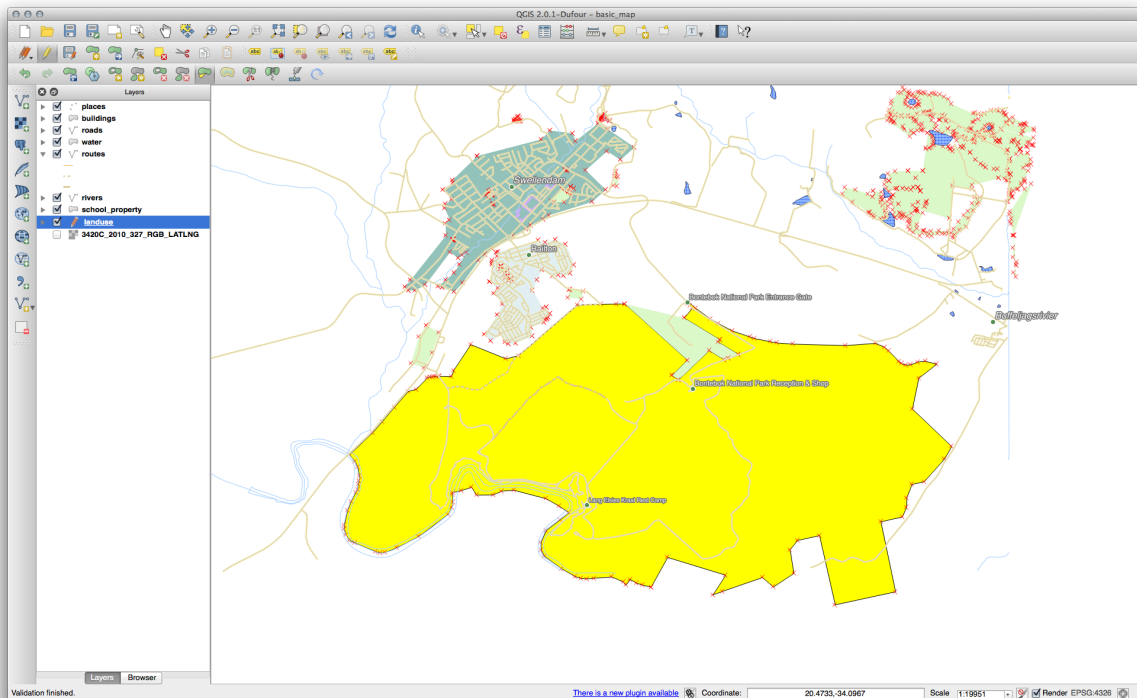 QGIS 2.0.1-Dufour - basic_map
Layers
places
buildings
roads
water
routes
rivers
school_property
landuse
3420C_2010_327_RGB_LATLNG
Swellendam
Railton
Bontebok National Park Entrance Gate
Buffeljagsrivier
Bontebok National Park Reception & Shop
Lang Elsies Kraal Rest Camp
Layers
Browser
Validation finished.
There is a new plugin available
Coordinate:
20.4733,-34.0967
Scale
1:19951
Render
EPSG:4326